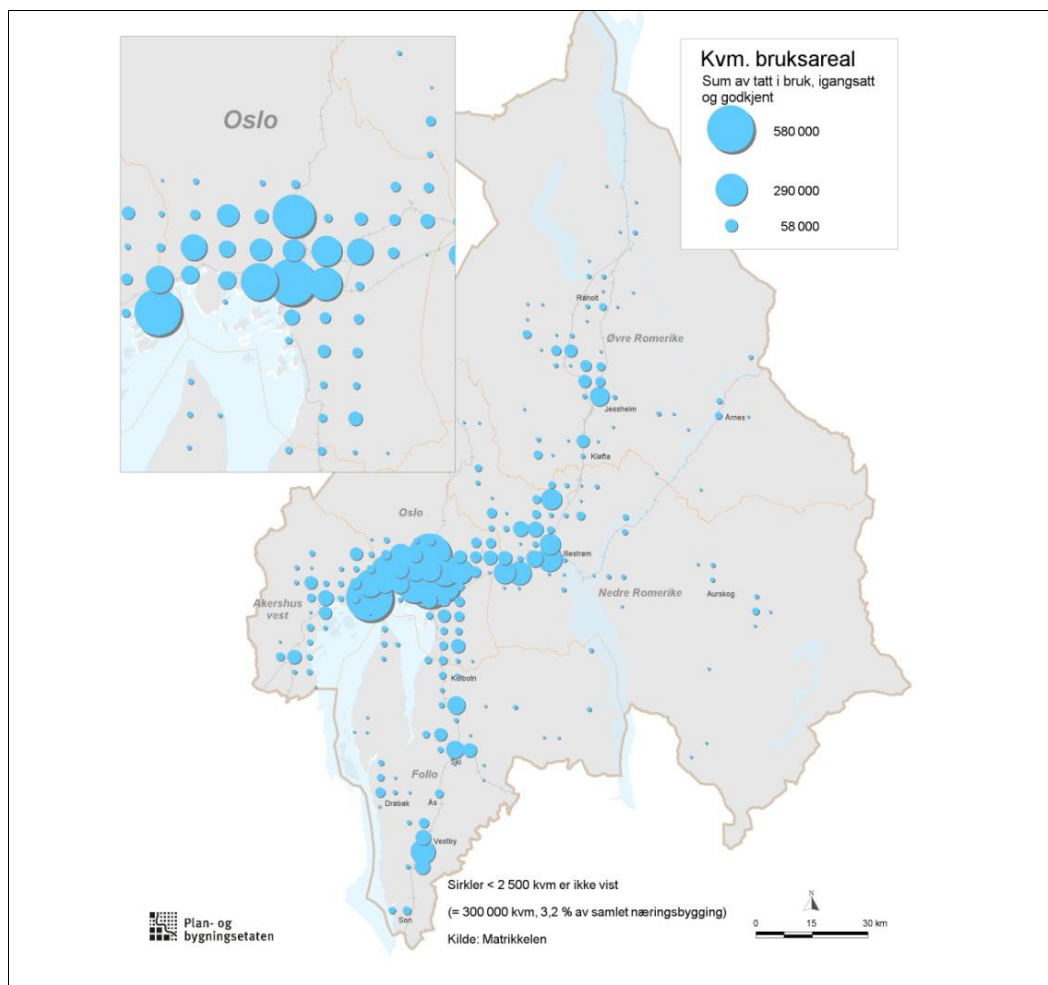 Oslo
Kvm. bruksareal
Sum av tatt i bruk, igangsatt
og godkjent
580 000
290 000
58 000
Råholt
Øvre Romerike
Jessheim
Årnes
Kløfta
Oslo
illestrøm
Akershus
vest
Nedre Romerike
Aurskog
Kolbotn
Ski
Follo
Drøbak
Ås
Vestby
Son
Sirkler < 2 500 kvm er ikke vist
(= 300 000 kvm, 3,2 % av samlet næringsbygging)
Kilde: Matrikkelen
Plan- og
bygningsetaten
N
0 15 30 km